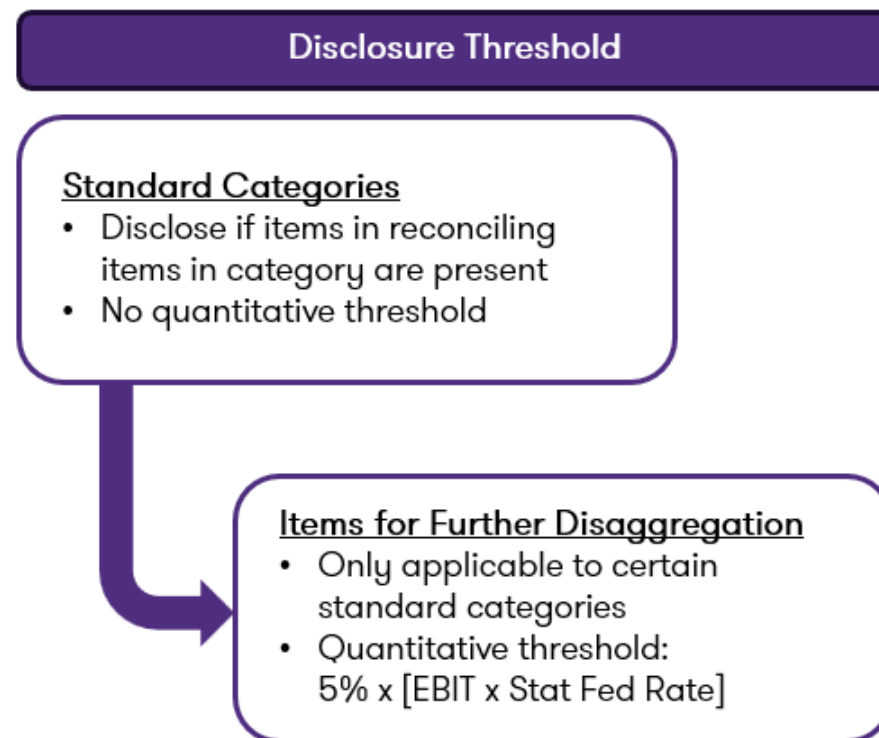 Disclosure Threshold
Standard Categories
• Disclose if items in reconciling
items in category are present
• No quantitative threshold
Items for Further Disaggregation
• Only applicable to certain
standard categories
• Quantitative threshold:
5% x [EBIT x Stat Fed Rate]